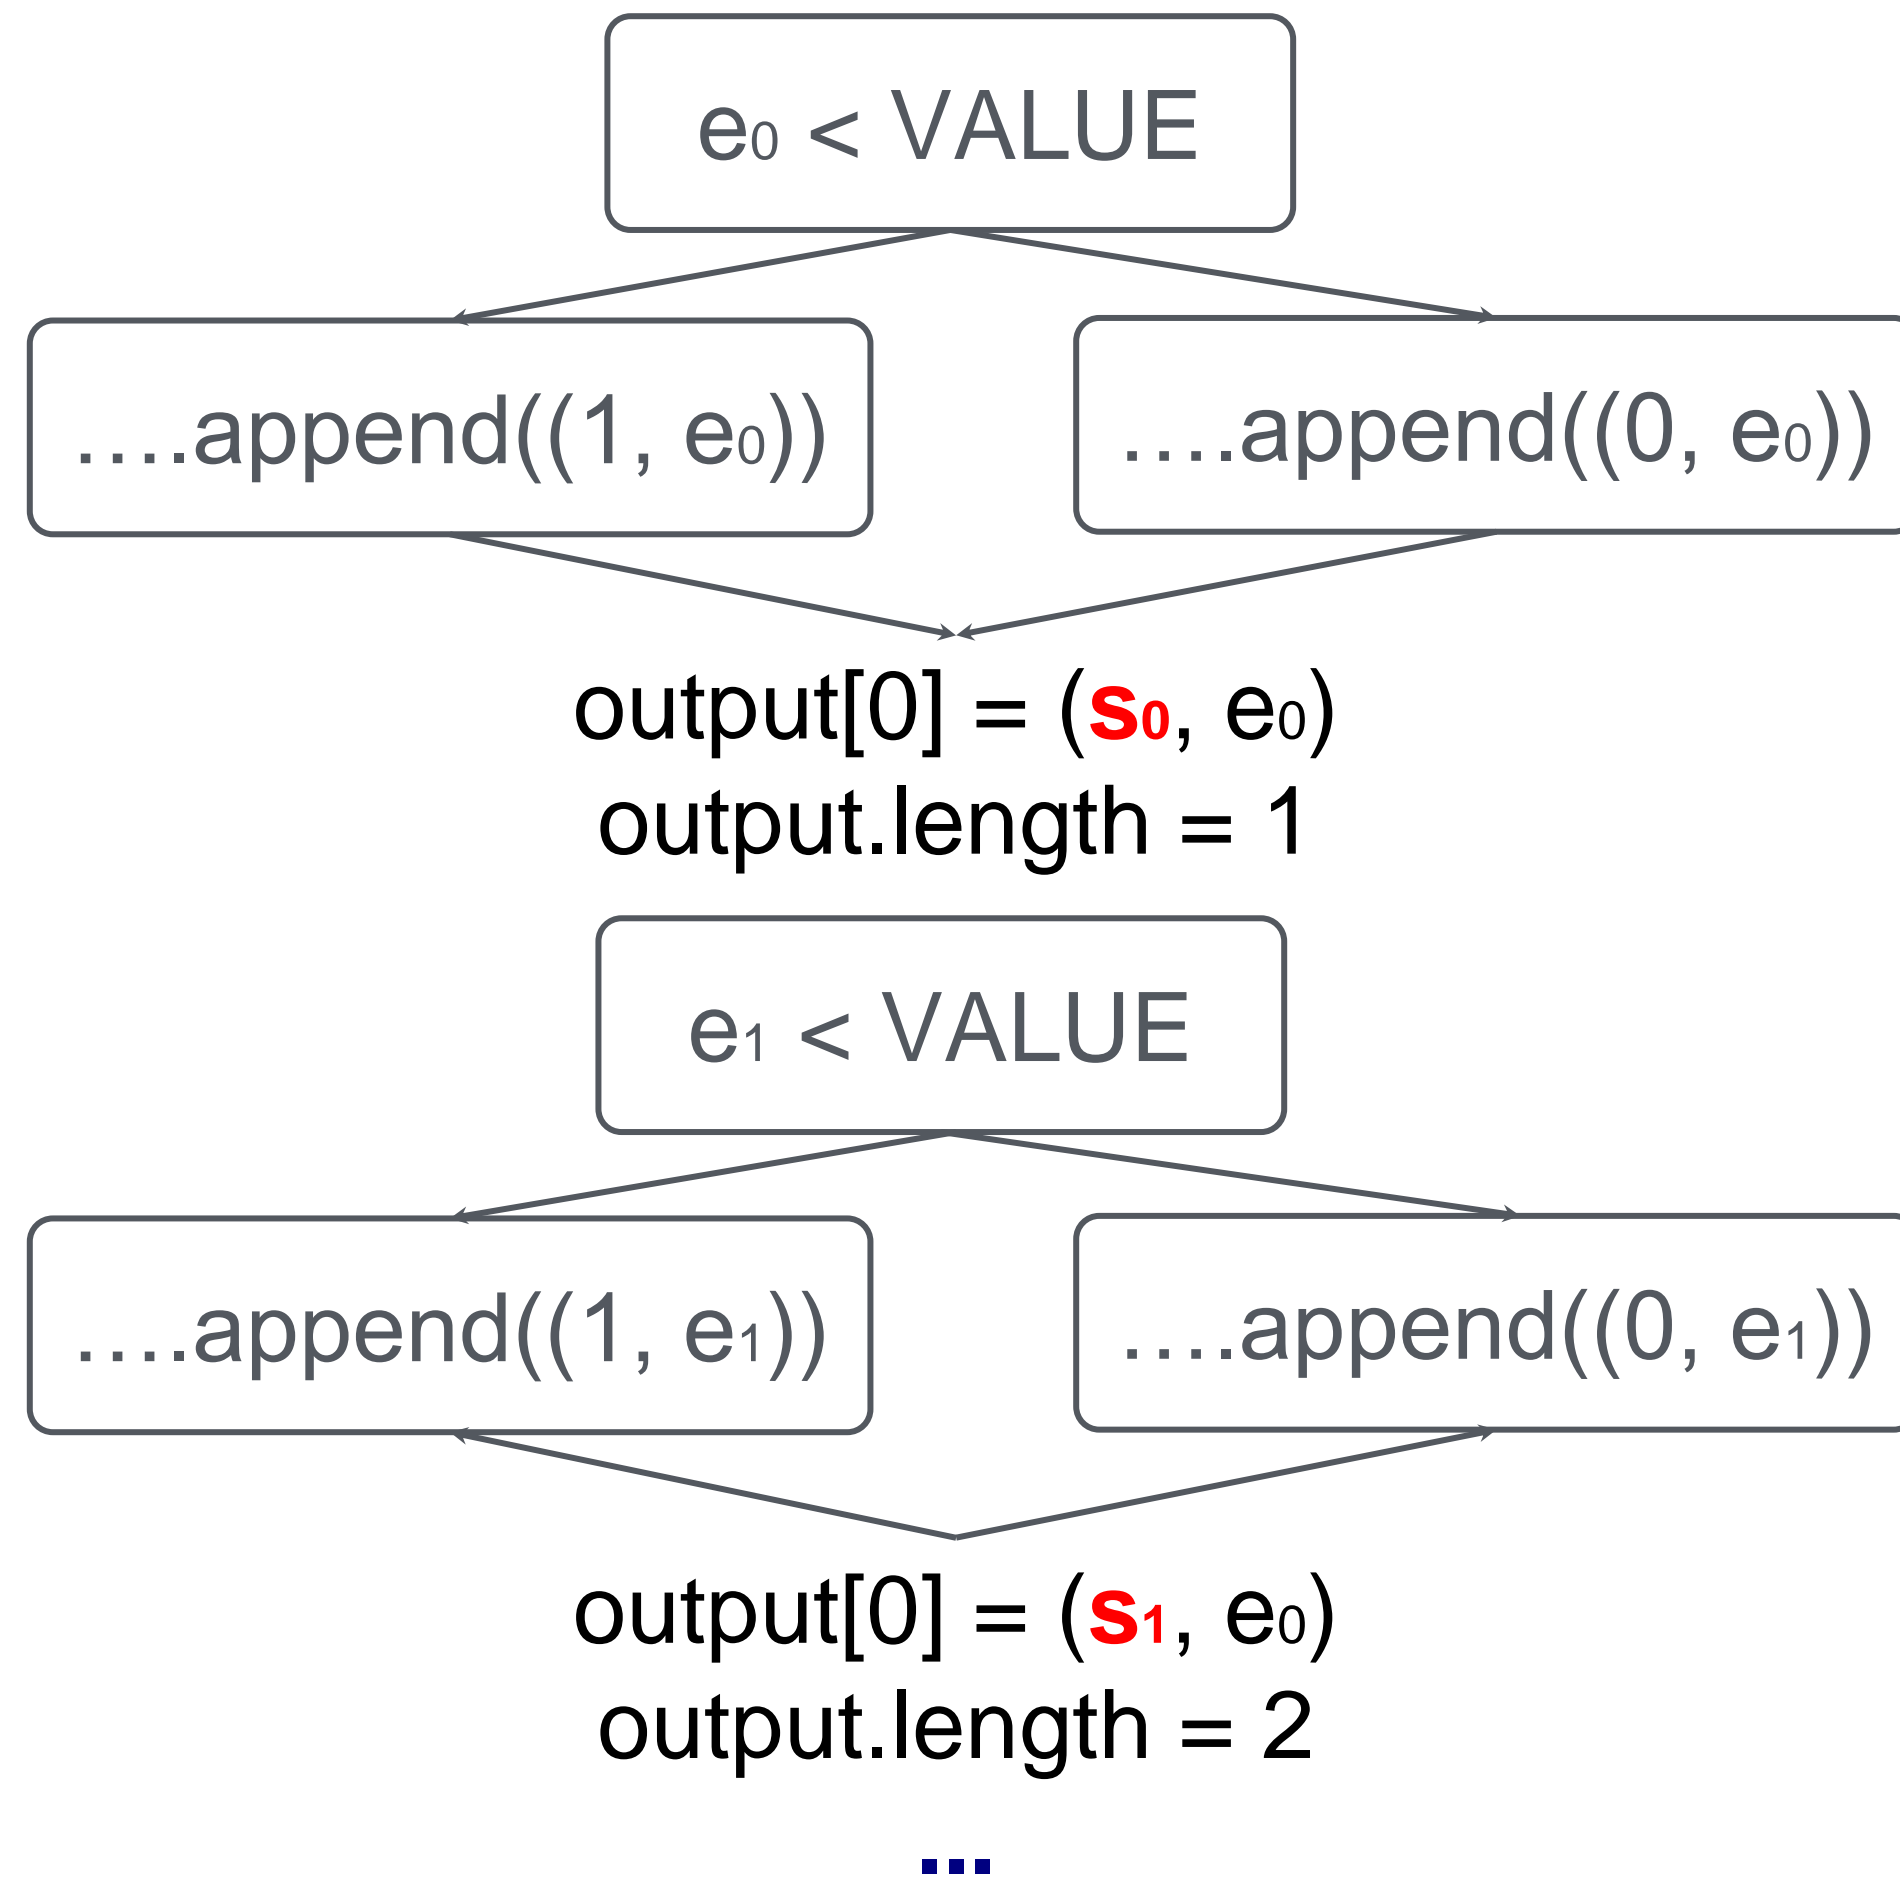 e₀ < VALUE
....append((1, e₀))
....append((0, e₀))
output[0] = (s₀, e₀)
output.length = 1
e₁ < VALUE
....append((1, e₁))
....append((0, e₁))
output[0] = (s₁, e₀)
output.length = 2
...